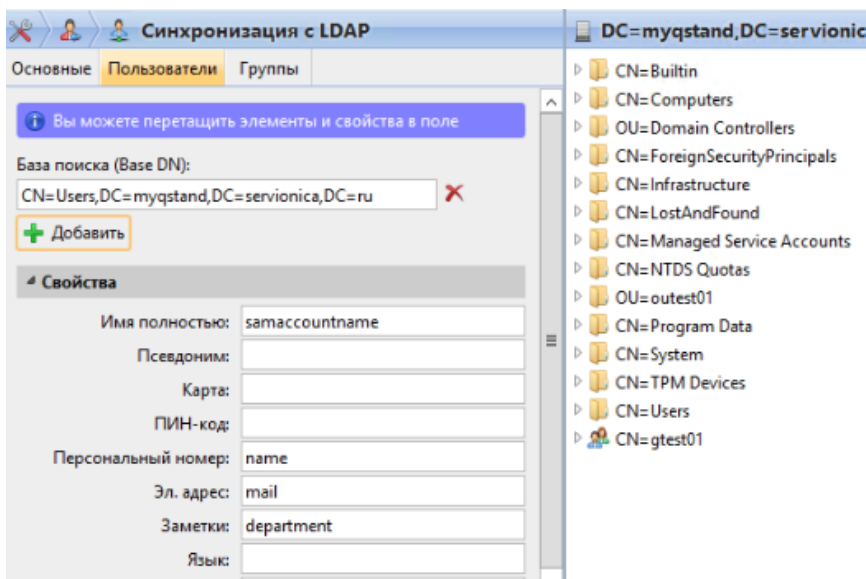 Синхронизация с LDAP
Основные Пользователи Группы
Вы можете перетащить элементы и свойства в поле
База поиска (Base DN):
CN=Users,DC=myqstand,DC=servionica,DC=ru
Добавить
Свойства
Имя полностью: samaccountname
Псевдоним:
Карта:
ПИН-код:
Персональный номер: name
Эл. адрес: mail
Заметки: department
Язык:
DC=myqstand,DC=servionic
CN=Builtin
CN=Computers
OU=Domain Controllers
CN=ForeignSecurityPrincipals
CN=Infrastructure
CN=LostAndFound
CN=Managed Service Accounts
CN=NTDS Quotas
OU=outest01
CN=Program Data
CN=System
CN=TPM Devices
CN=Users
CN=gtest01